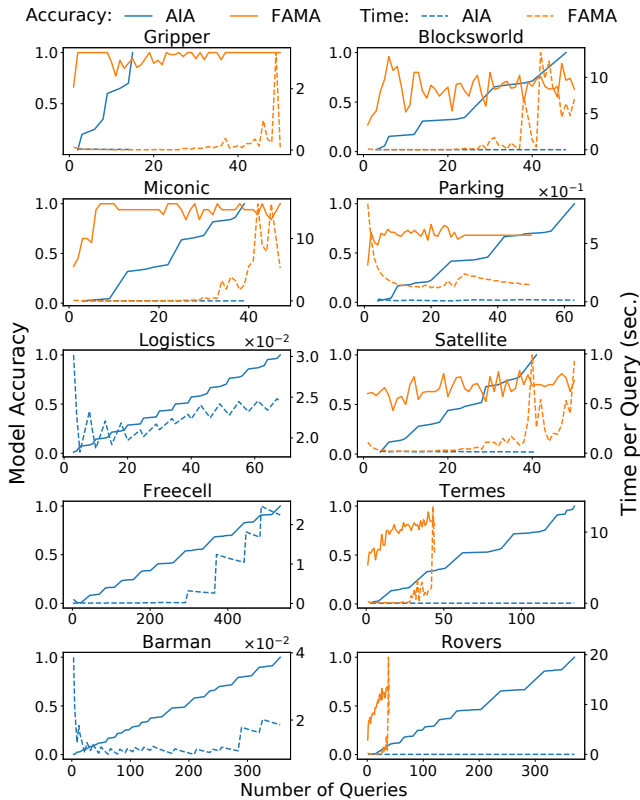 Accuracy: AIA FAMA Time: AIA FAMA
Gripper Blocksworld
1.0 1.0
0.5 0.5
0.0
2 0 10 5 0
0 20 40 0 20 40
Miconic Parking ×10⁻¹
1.0 1.0
0.5 0.5
0.0 0.0
10 0 5 0
0 20 40 0 20 40 60
Logistics ×10⁻² Satellite
1.0 1.0
0.5 0.5
0.0 0.0
3.0 2.5 2.0 1.0 0.5 0.0
0 20 40 60 0 20 40
Freecell Termes
1.0 1.0
0.5 0.5
0.0 0.0
2 1 0 10 0
0 200 400 0 50 100
Barman ×10⁻² Rovers
1.0 1.0
0.5 0.5
0.0 0.0
4 2 20 10 0
0 100 200 300 0 100 200 300
Model Accuracy
Time per Query (sec.)
Number of Queries